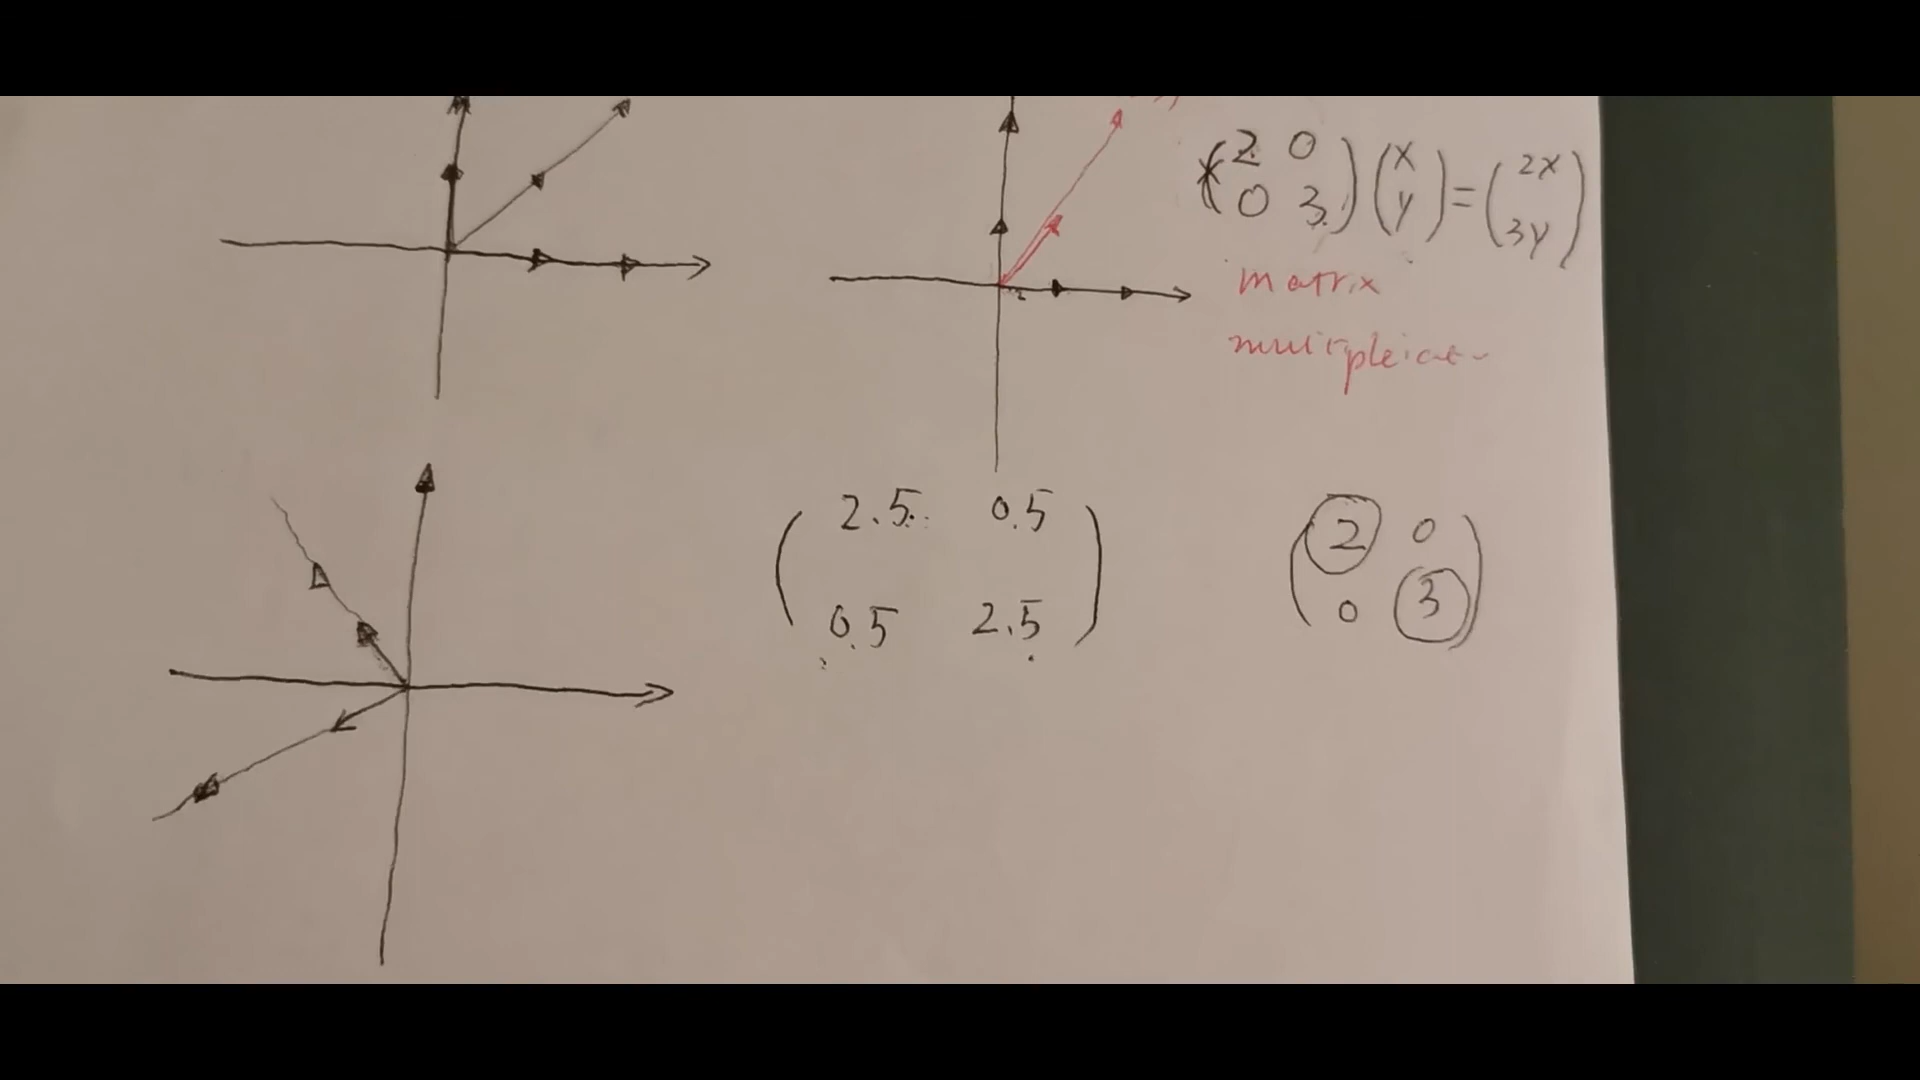 (2 0
0 3) (x
y) = (2x
3y)
matrix
(2.5 0.5
0.5 2.5)
(2 0
0 3)